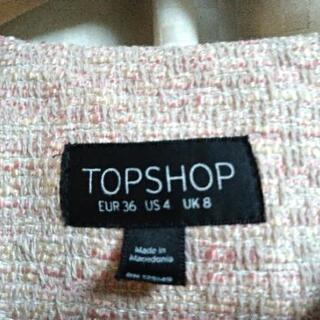 TOPSHOP
EUR 36 US 4 UK 8
Made in
Macedonia